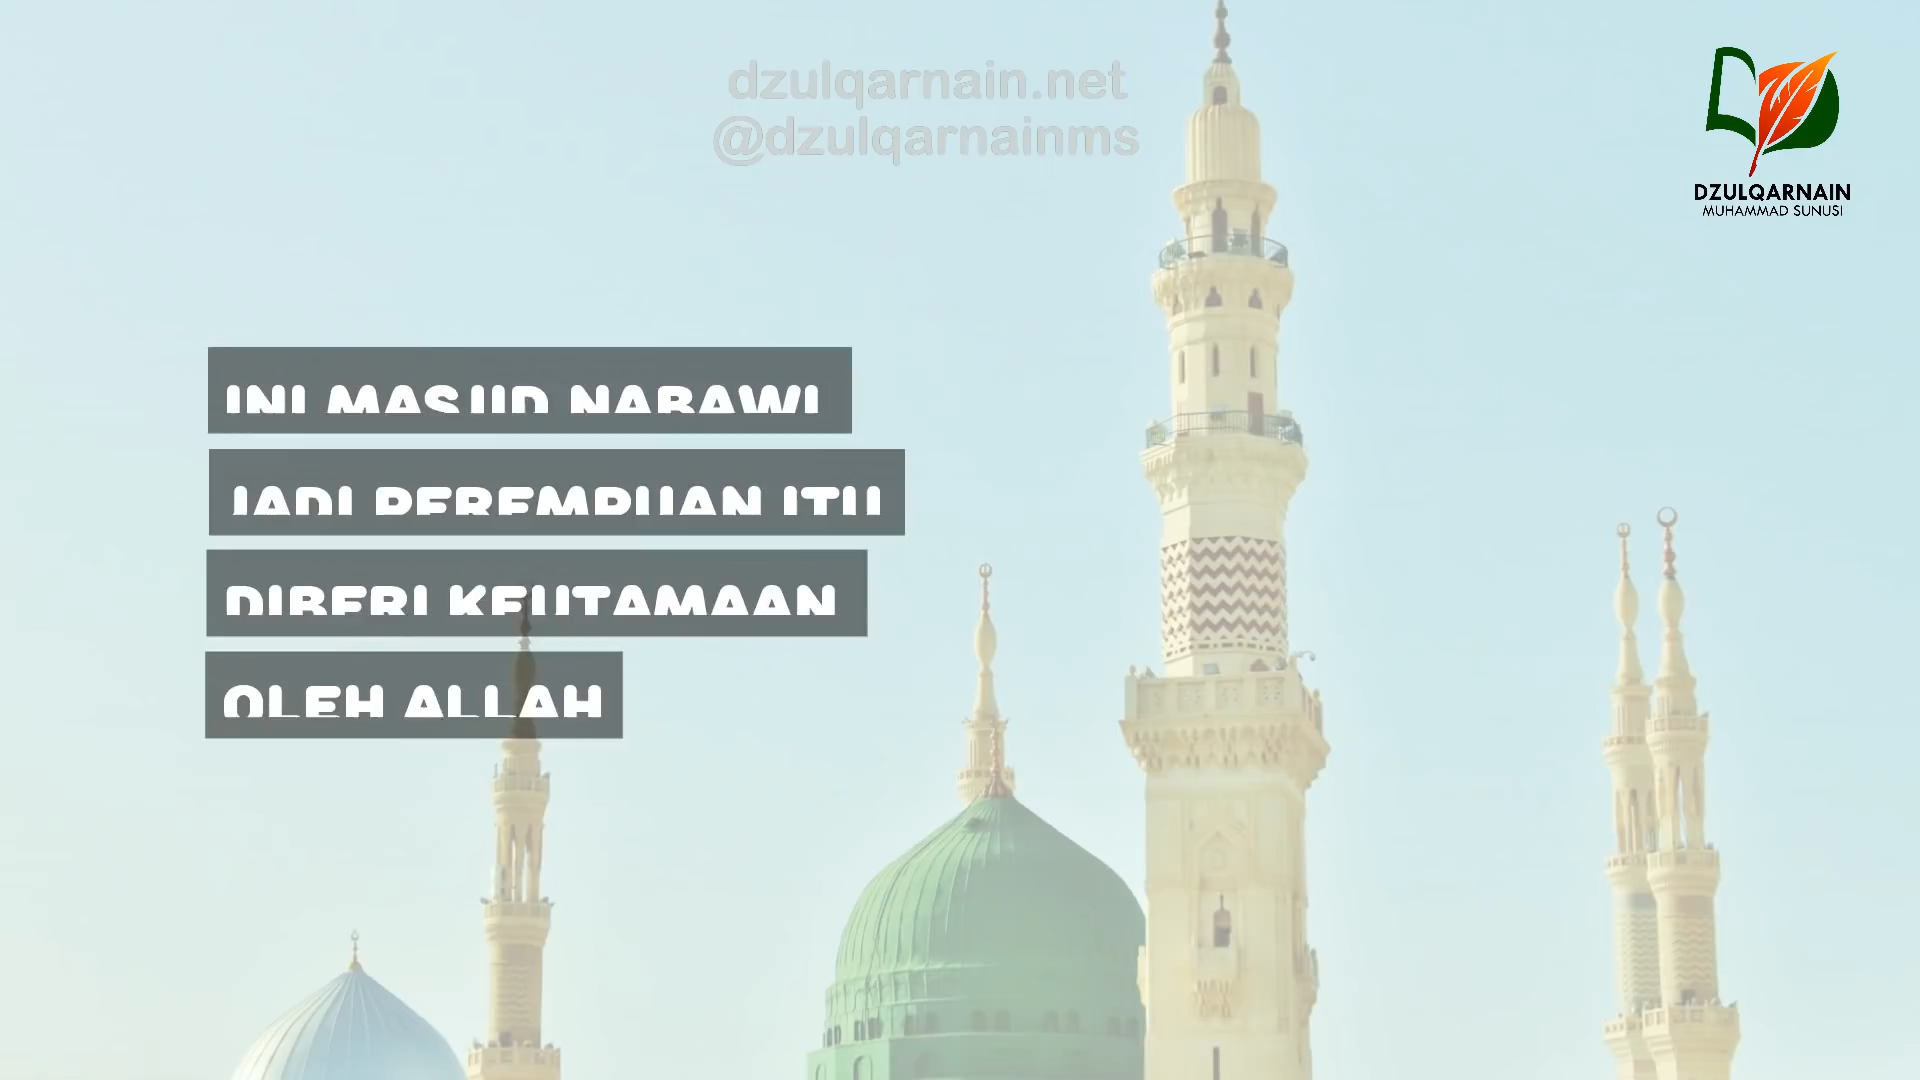 dzulqarnain.net
@dzulqarnainms
DZULQARNAIN
MUHAMMAD SUNUSI
INI MASJID NABAWI
JADI PEREMPUAN ITU
DIBERI KEUTAMAAN
OLEH ALLAH